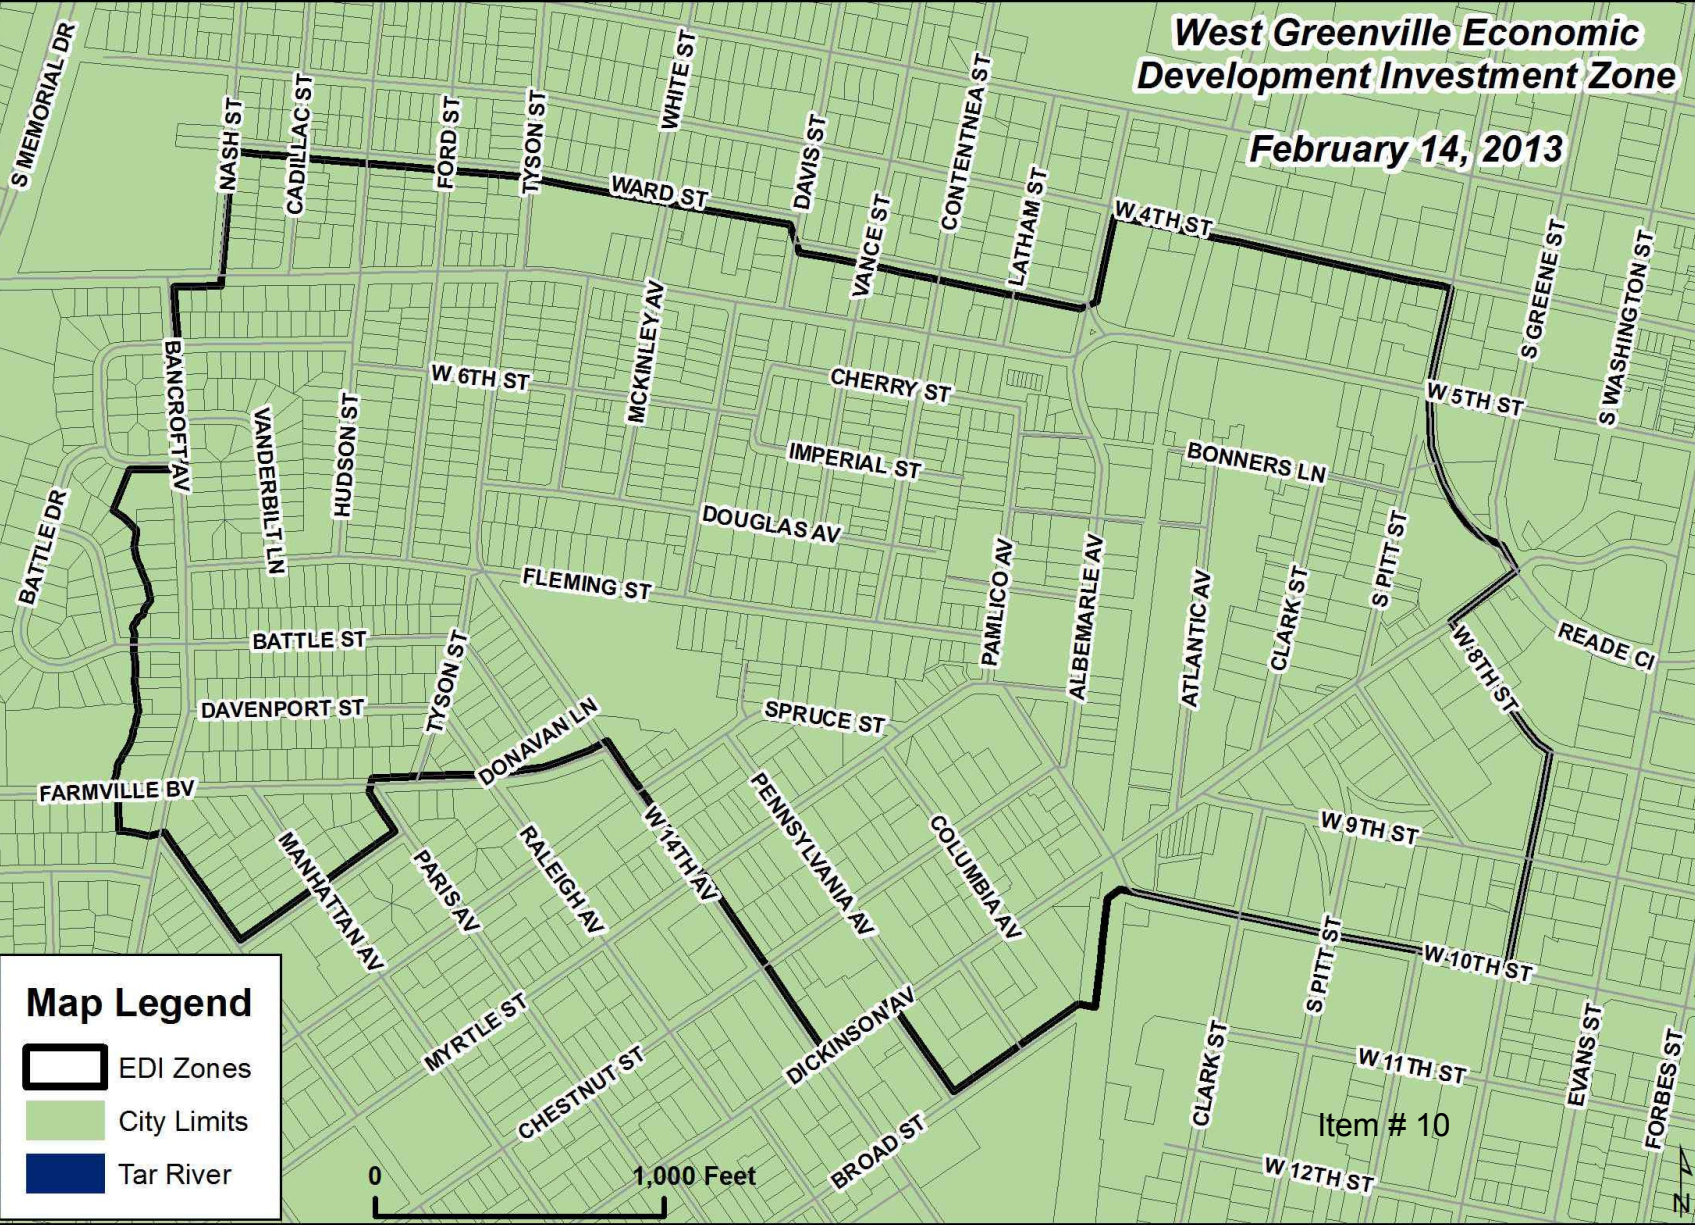 West Greenville Economic
Development Investment Zone
February 14, 2013
S MEMORIAL DR
NASH ST
CADILLAC ST
FORD ST
TYSON ST
WHITE ST
WARD ST
DAVIS ST
VANCE ST
CONTENTNEA ST
LATHAM ST
W 4TH ST
S GREENE ST
S WASHINGTON ST
BANCROFT AV
W 6TH ST
MCKINLEY AV
CHERRY ST
W 5TH ST
VANDERBILT LN
HUDSON ST
IMPERIAL ST
BONNERS LN
BATTLE DR
DOUGLAS AV
S PITT ST
FLEMING ST
PAMLICO AV
ALBEMARLE AV
ATLANTIC AV
CLARK ST
READE CI
BATTLE ST
TYSON ST
W 8TH ST
DAVENPORT ST
DONAVAN LN
SPRUCE ST
FARMVILLE BV
MANHATTAN AV
PARIS AV
RALEIGH AV
W 14TH AV
PENNSYLVANIA AV
COLUMBIA AV
W 9TH ST
S PITT ST
W 10TH ST
MYRTLE ST
CHESTNUT ST
DICKINSON AV
BROAD ST
CLARK ST
W 11TH ST
EVANS ST
FORBES ST
W 12TH ST
Item # 10
Map Legend
EDI Zones
City Limits
Tar River
0 1,000 Feet
N